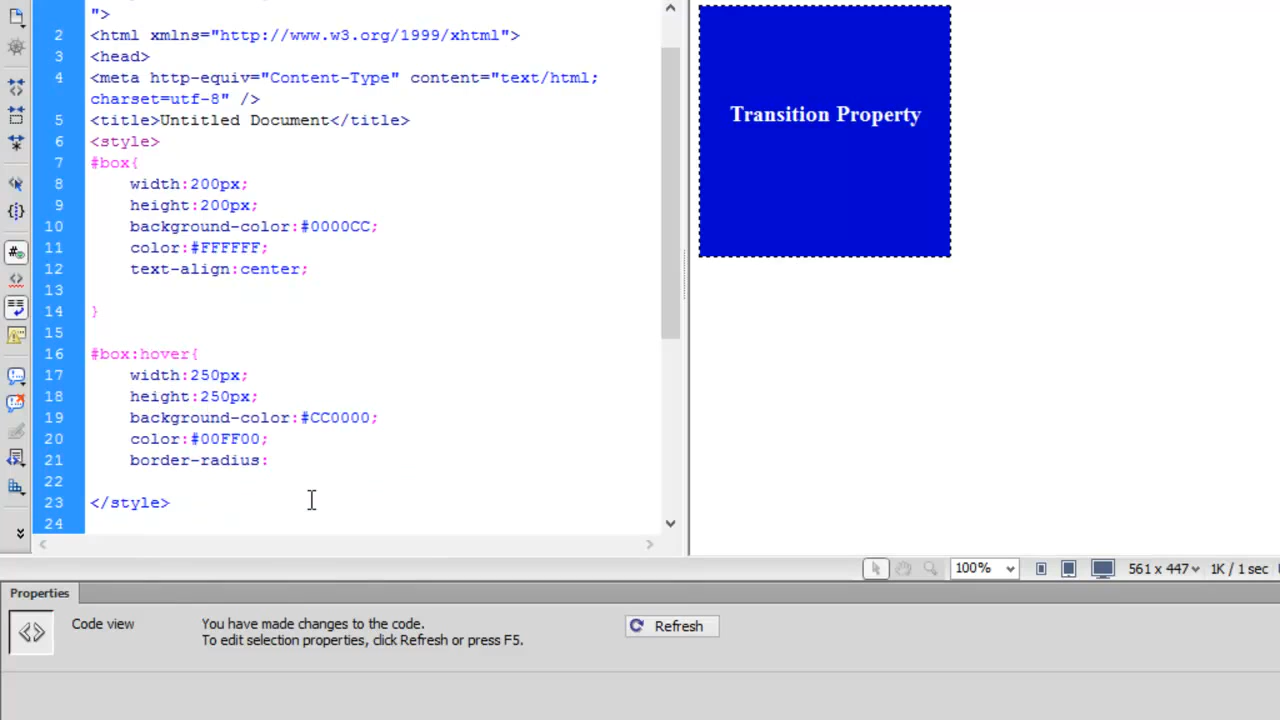 ">
2 <html xmlns="http://www.w3.org/1999/xhtml">
3 <head>
4 <meta http-equiv="Content-Type" content="text/html;
charset=utf-8" />
5 <title>Untitled Document</title>
6 <style>
7 #box{
8 width:200px;
9 height:200px;
10 background-color:#0000CC;
11 color:#FFFFFF;
12 text-align:center;
13
14 }
15
16 #box:hover{
17 width:250px;
18 height:250px;
19 background-color:#CC0000;
20 color:#00FF00;
21 border-radius:
22
23 </style>
24
Transition Property
100% 561 x 447 1K / 1 sec
Properties
Code view
You have made changes to the code.
To edit selection properties, click Refresh or press F5.
Refresh